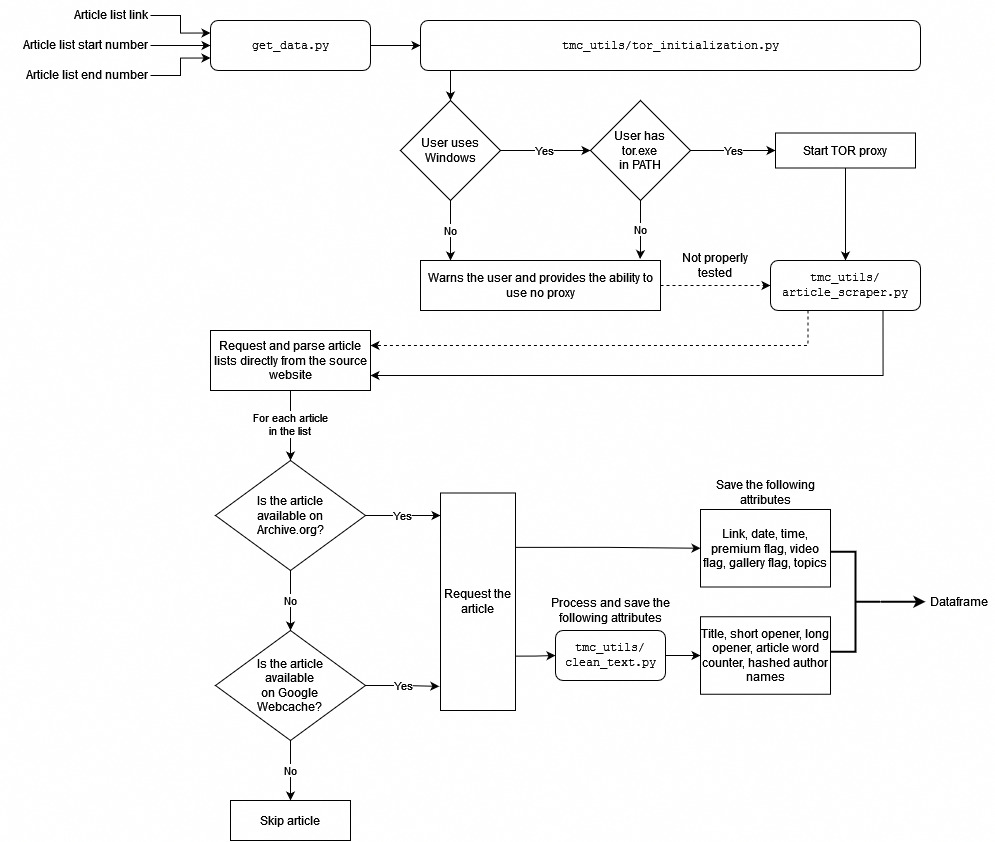 Article list link
Article list start number
Article list end number
get_data.py
tmc_utils/tor_initialization.py
User uses
Windows
Yes
User has
tor.exe
in PATH
Yes
Start TOR proxy
No
No
Warns the user and provides the ability to
use no proxy
Not properly
tested
tmc_utils/
article_scraper.py
Request and parse article
lists directly from the source
website
For each article
in the list
Is the article
available on
Archive.org?
Yes
No
Is the article
available
on Google
Webcache?
Yes
No
Skip article
Request the
article
Save the following
attributes
Link, date, time,
premium flag, video
flag, gallery flag, topics
Process and save the
following attributes
tmc_utils/
clean_text.py
Title, short opener, long
opener, article word
counter, hashed author
names
Dataframe